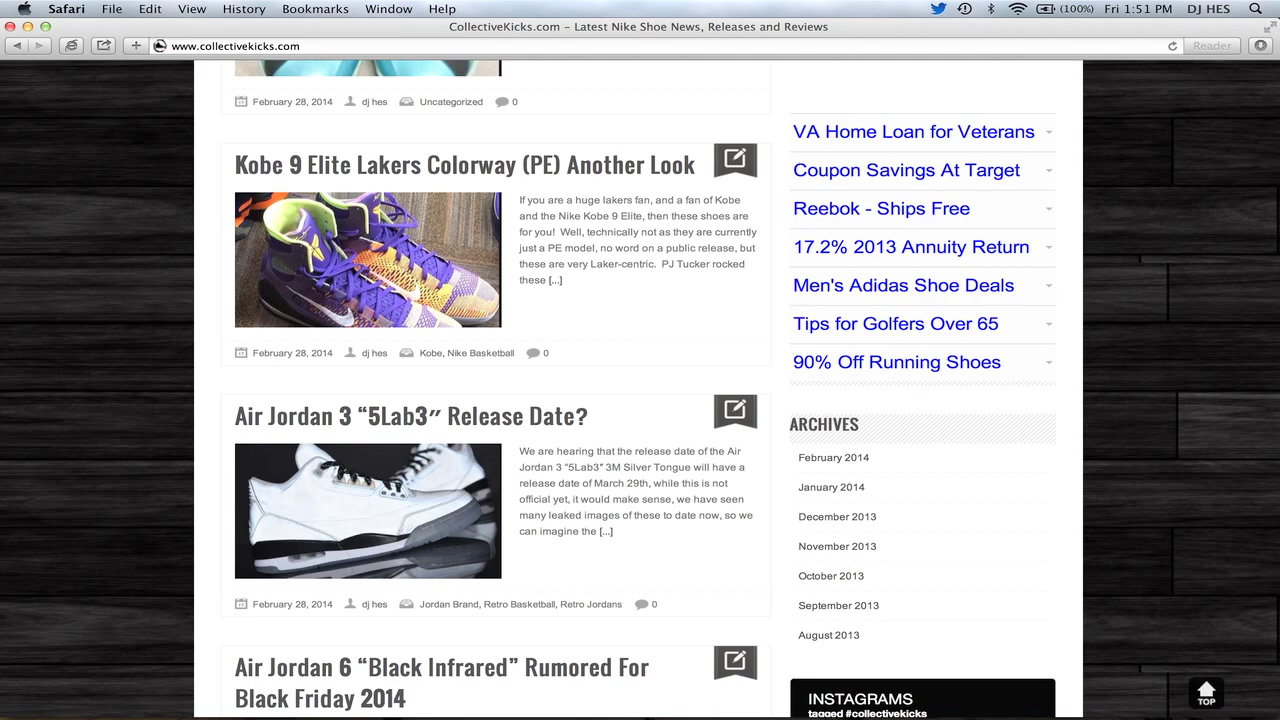 Safari File Edit View History Bookmarks Window Help (100%) Fri 1:51 PM DJ HES
CollectiveKicks.com – Latest Nike Shoe News, Releases and Reviews
www.collectivekicks.com Reader
February 28, 2014 dj hes Uncategorized 0
Kobe 9 Elite Lakers Colorway (PE) Another Look
If you are a huge lakers fan, and a fan of Kobe
and the Nike Kobe 9 Elite, then these shoes are
for you! Well, technically not as they are currently
just a PE model, no word on a public release, but
these are very Laker-centric. PJ Tucker rocked
these [...]
February 28, 2014 dj hes Kobe, Nike Basketball 0
Air Jordan 3 “5Lab3″ Release Date?
We are hearing that the release date of the Air
Jordan 3 “5Lab3″ 3M Silver Tongue will have a
release date of March 29th, while this is not
official yet, it would make sense, we have seen
many leaked images of these to date now, so we
can imagine the [...]
February 28, 2014 dj hes Jordan Brand, Retro Basketball, Retro Jordans 0
Air Jordan 6 “Black Infrared” Rumored For
Black Friday 2014
VA Home Loan for Veterans
Coupon Savings At Target
Reebok - Ships Free
17.2% 2013 Annuity Return
Men's Adidas Shoe Deals
Tips for Golfers Over 65
90% Off Running Shoes
ARCHIVES
February 2014
January 2014
December 2013
November 2013
October 2013
September 2013
August 2013
INSTAGRAMS
tagged #collectivekicks
TOP